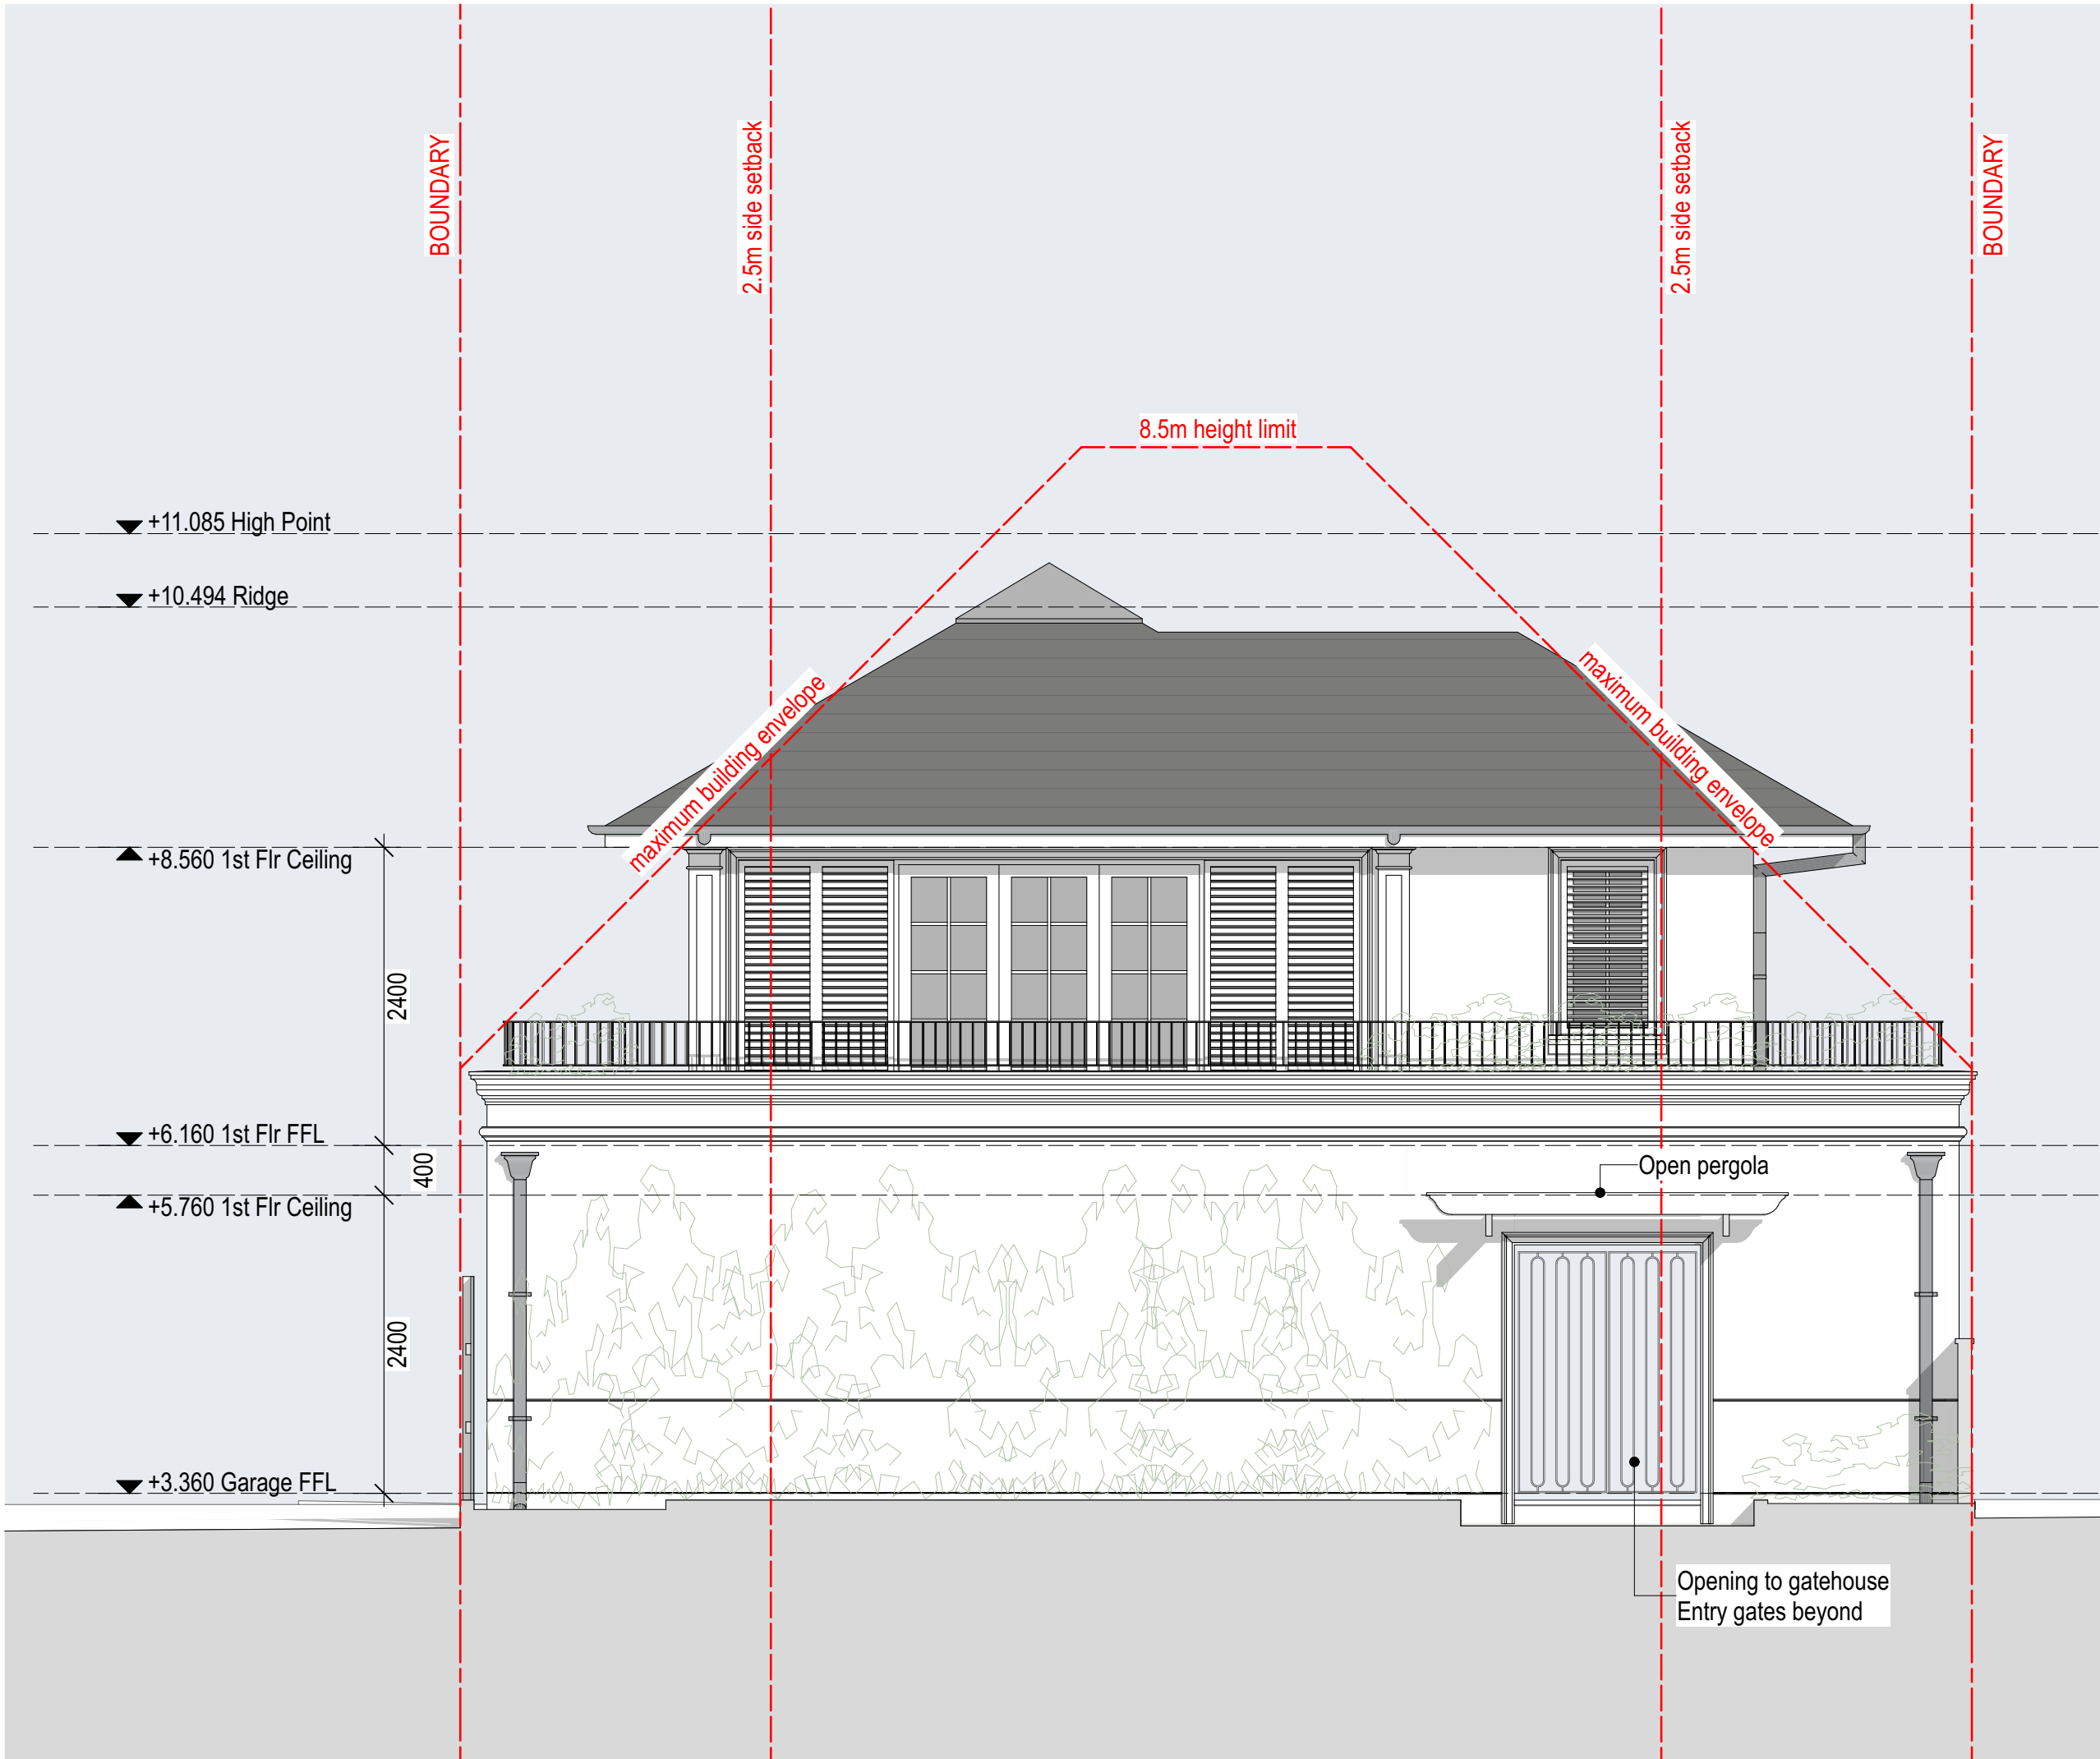 BOUNDARY
2.5m side setback
2.5m side setback
BOUNDARY
8.5m height limit
+11.085 High Point
+10.494 Ridge
maximum building envelope
maximum building envelope
+8.560 1st Flr Ceiling
2400
+6.160 1st Flr FFL
400
Open pergola
+5.760 1st Flr Ceiling
2400
+3.360 Garage FFL
Opening to gatehouse
Entry gates beyond